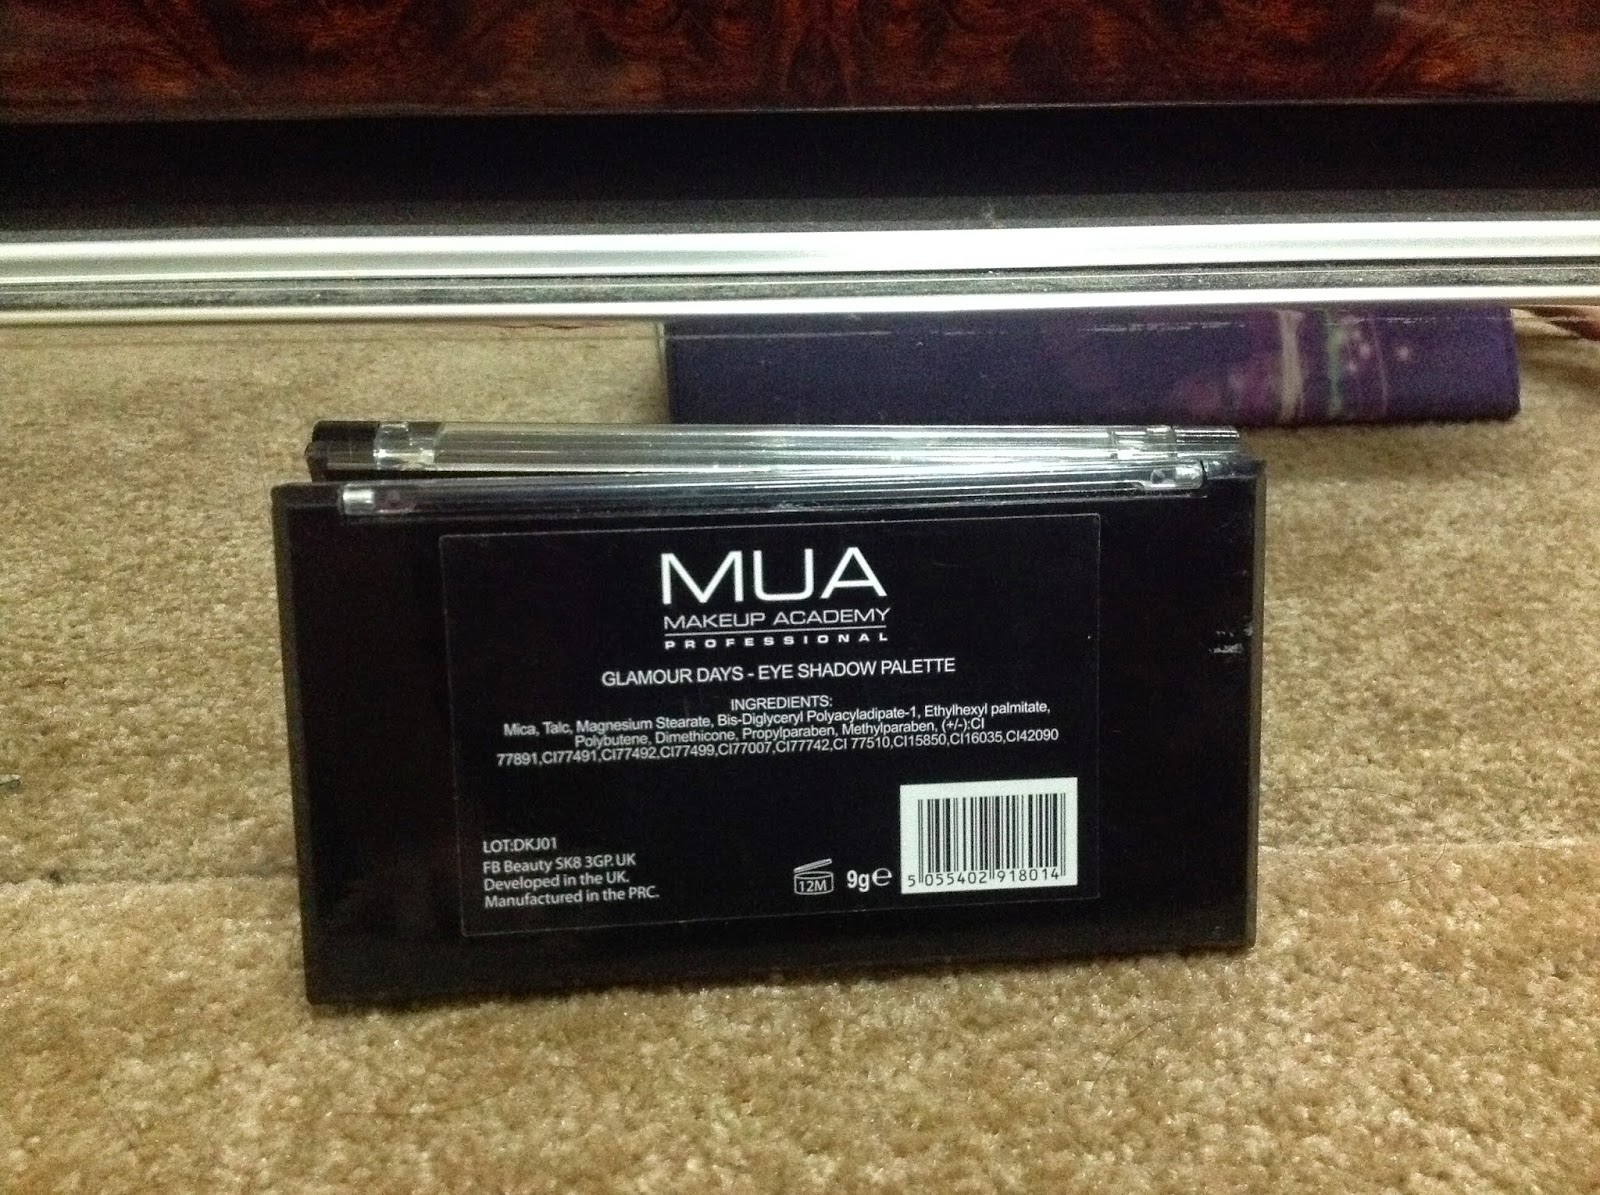 MUA
MAKEUP ACADEMY
PROFESSIONAL
GLAMOUR DAYS - EYE SHADOW PALETTE
INGREDIENTS:
Mica, Talc, Magnesium Stearate, Bis-Diglyceryl Polyacyladipate-1, Ethylhexyl palmitate,
Polybutene, Dimethicone, Propylparaben, Methylparaben, (+/-):CI
77891,CI77491,CI77492,CI77499,CI77007,CI77742,CI 77510,CI15850,CI16035,CI42090
LOT:DKJ01
FB Beauty SK8 3GP. UK
Developed in the UK.
Manufactured in the PRC.
12M
9g℮
5 055402 918014